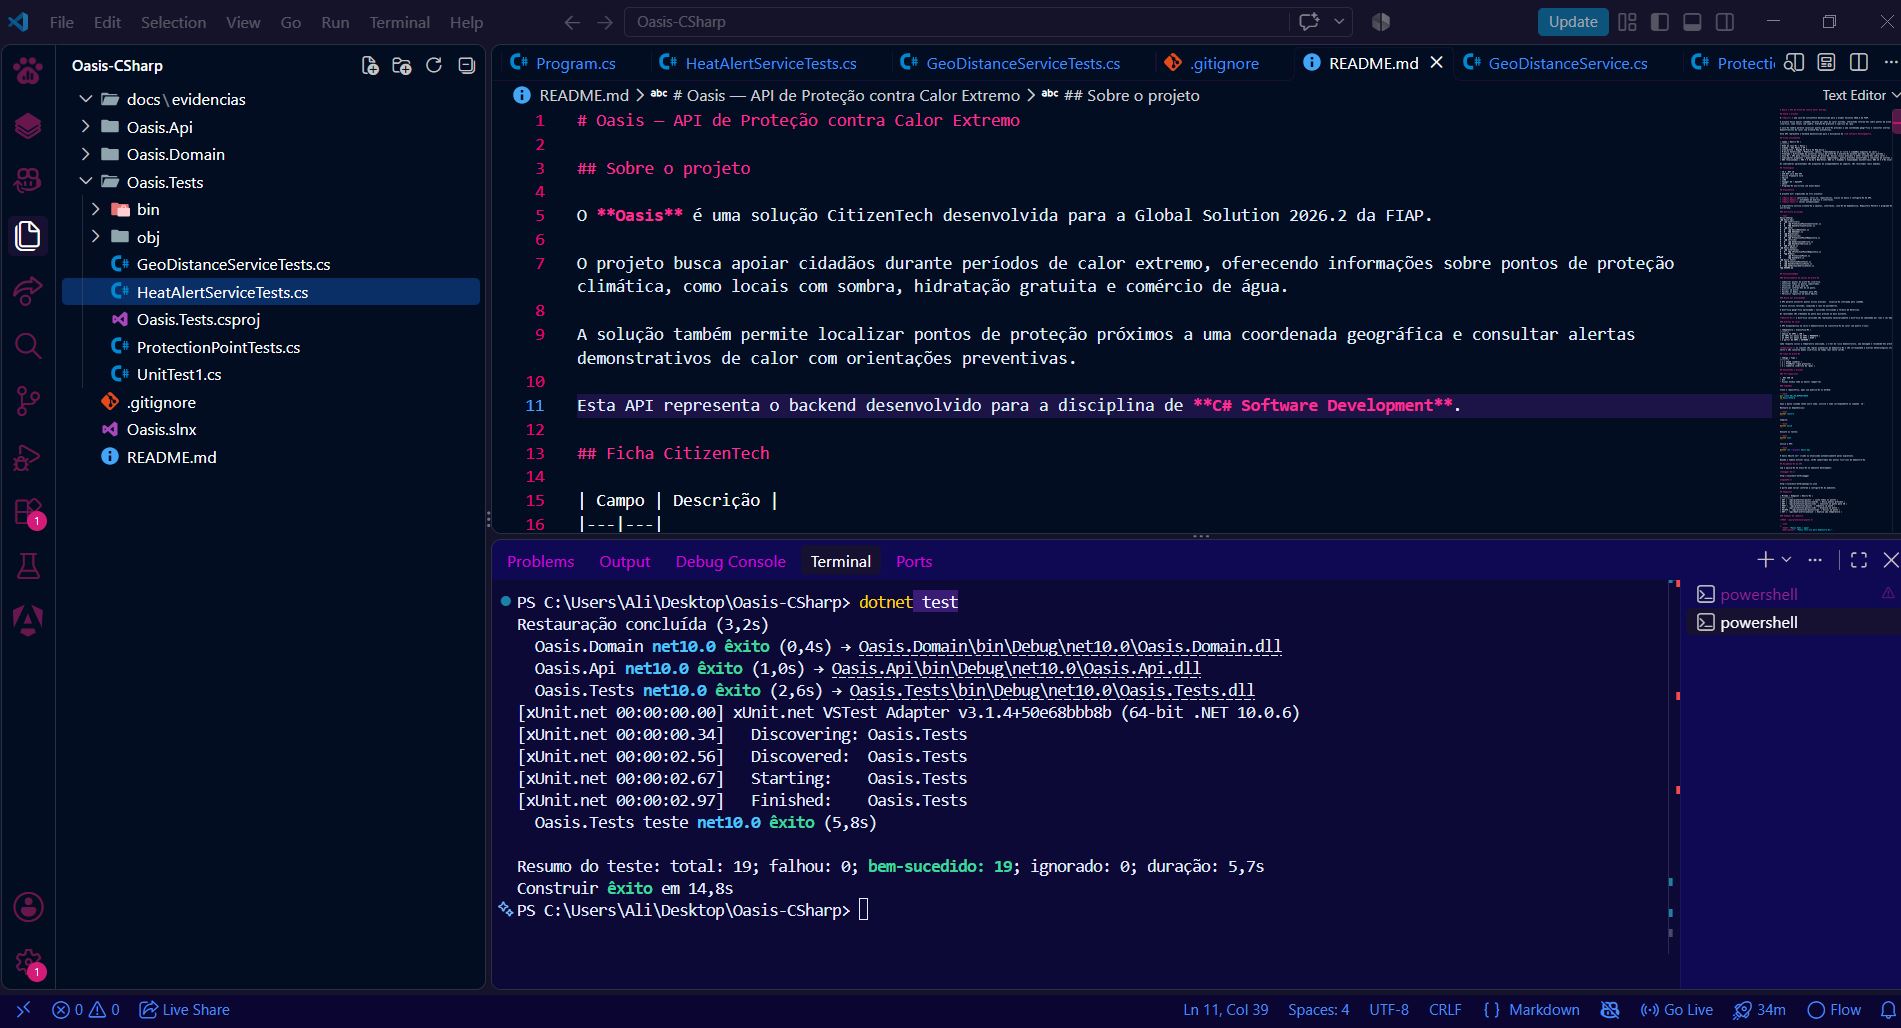 File Edit Selection View Go Run Terminal Help
Oasis-CSharp
Update
Oasis-CSharp
docs\evidencias
Oasis.Api
Oasis.Domain
Oasis.Tests
bin
obj
GeoDistanceServiceTests.cs
HeatAlertServiceTests.cs
Oasis.Tests.csproj
ProtectionPointTests.cs
UnitTest1.cs
.gitignore
Oasis.slnx
README.md
1
1
Program.cs HeatAlertServiceTests.cs GeoDistanceServiceTests.cs .gitignore README.md GeoDistanceService.cs Protecti
README.md > # Oasis — API de Proteção contra Calor Extremo > ## Sobre o projeto
Text Editor
1 # Oasis — API de Proteção contra Calor Extremo
2
3 ## Sobre o projeto
4
5 O **Oasis** é uma solução CitizenTech desenvolvida para a Global Solution 2026.2 da FIAP.
6
7 O projeto busca apoiar cidadãos durante períodos de calor extremo, oferecendo informações sobre pontos de proteção
climática, como locais com sombra, hidratação gratuita e comércio de água.
8
9 A solução também permite localizar pontos de proteção próximos a uma coordenada geográfica e consultar alertas
demonstrativos de calor com orientações preventivas.
10
11 Esta API representa o backend desenvolvido para a disciplina de **C# Software Development**.
12
13 ## Ficha CitizenTech
14
15 | Campo | Descrição |
16 |---|---|
Problems Output Debug Console Terminal Ports
PS C:\Users\Ali\Desktop\Oasis-CSharp> dotnet test
Restauração concluída (3,2s)
Oasis.Domain net10.0 êxito (0,4s) → Oasis.Domain\bin\Debug\net10.0\Oasis.Domain.dll
Oasis.Api net10.0 êxito (1,0s) → Oasis.Api\bin\Debug\net10.0\Oasis.Api.dll
Oasis.Tests net10.0 êxito (2,6s) → Oasis.Tests\bin\Debug\net10.0\Oasis.Tests.dll
[xUnit.net 00:00:00.00] xUnit.net VSTest Adapter v3.1.4+50e68bbb8b (64-bit .NET 10.0.6)
[xUnit.net 00:00:00.34] Discovering: Oasis.Tests
[xUnit.net 00:00:02.56] Discovered: Oasis.Tests
[xUnit.net 00:00:02.67] Starting: Oasis.Tests
[xUnit.net 00:00:02.97] Finished: Oasis.Tests
Oasis.Tests teste net10.0 êxito (5,8s)
Resumo do teste: total: 19; falhou: 0; bem-sucedido: 19; ignorado: 0; duração: 5,7s
Construir êxito em 14,8s
PS C:\Users\Ali\Desktop\Oasis-CSharp>
powershell
powershell
0 0 Live Share
Ln 11, Col 39 Spaces: 4 UTF-8 CRLF { } Markdown Go Live 34m Flow